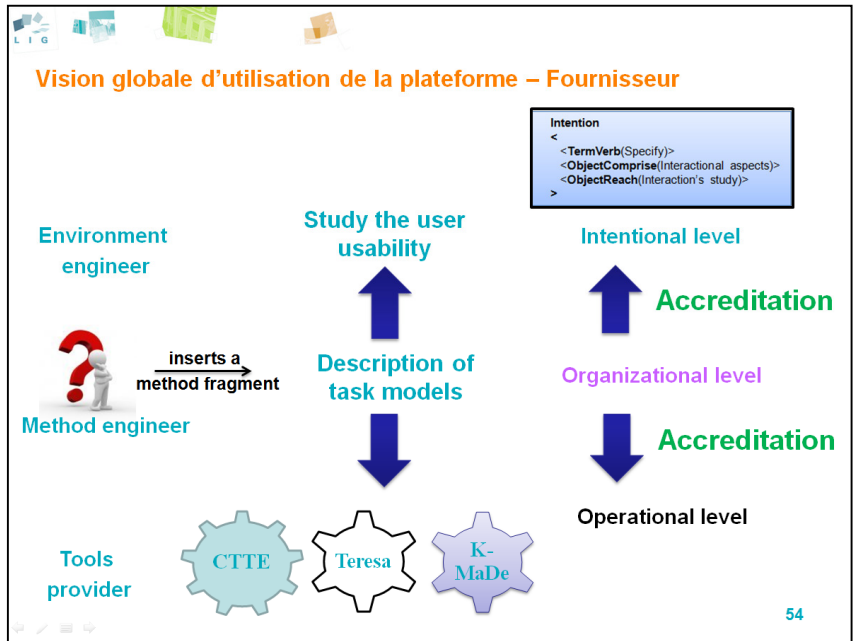 L I G
Vision globale d’utilisation de la plateforme – Fournisseur
Intention
<
<TermVerb(Specify)>
<ObjectComprise(Interactional aspects)>
<ObjectReach(Interaction’s study)>
>
Environment
engineer
Study the user
usability
Intentional level
Accreditation
inserts a
method fragment
Method engineer
Description of
task models
Organizational level
Accreditation
Operational level
Tools
provider
CTTE
Teresa
K-
MaDe
54